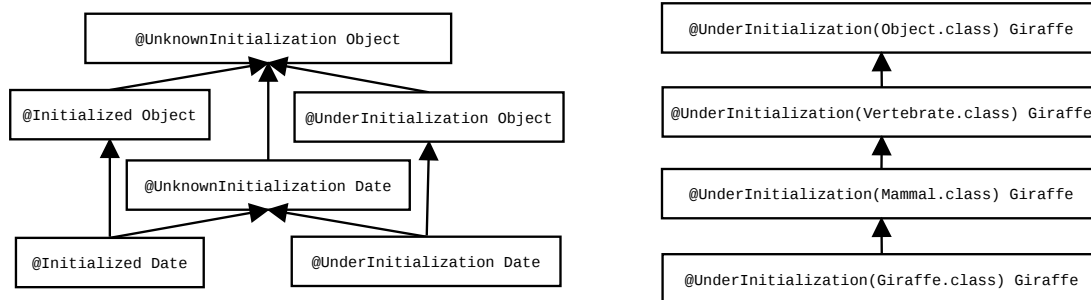 @UnknownInitialization Object
@Initialized Object
@UnderInitialization Object
@UnknownInitialization Date
@Initialized Date
@UnderInitialization Date
@UnderInitialization(Object.class) Giraffe
@UnderInitialization(Vertebrate.class) Giraffe
@UnderInitialization(Mammal.class) Giraffe
@UnderInitialization(Giraffe.class) Giraffe